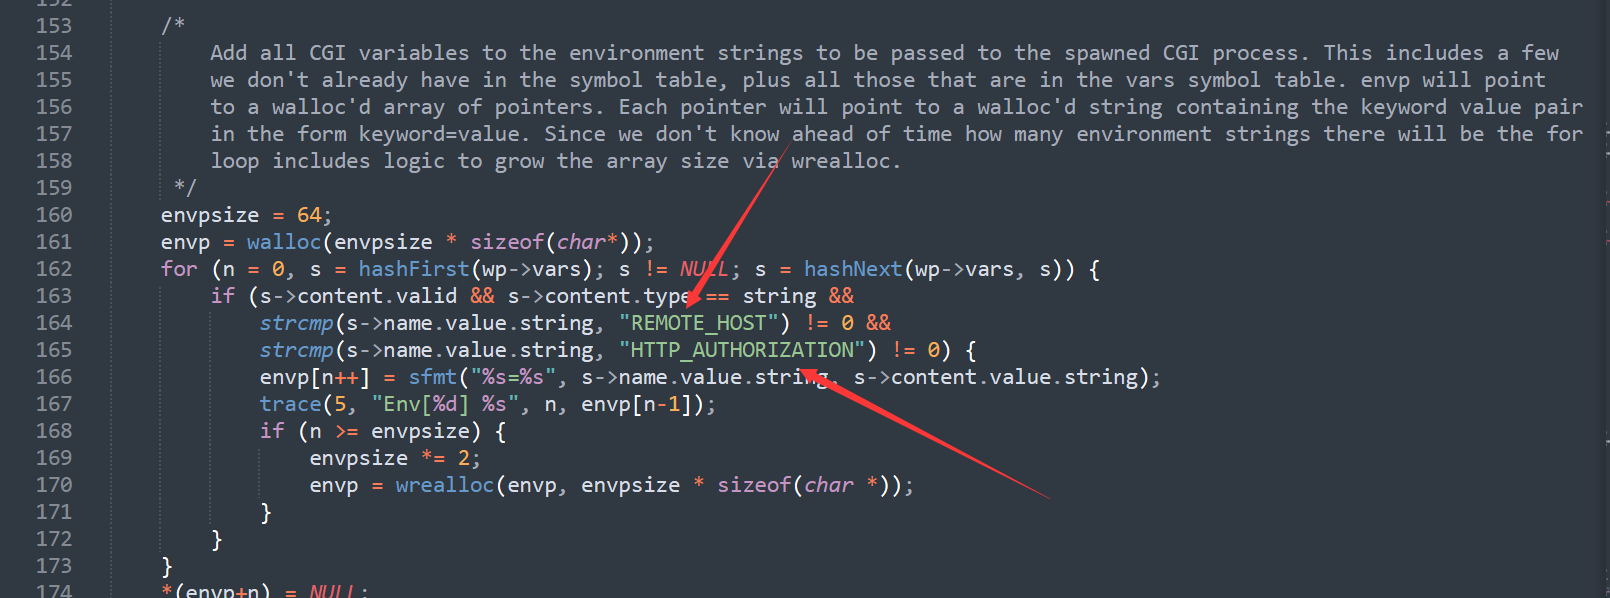 152
153 /*
154 Add all CGI variables to the environment strings to be passed to the spawned CGI process. This includes a few
155 we don't already have in the symbol table, plus all those that are in the vars symbol table. envp will point
156 to a walloc'd array of pointers. Each pointer will point to a walloc'd string containing the keyword value pair
157 in the form keyword=value. Since we don't know ahead of time how many environment strings there will be the for
158 loop includes logic to grow the array size via wrealloc.
159 */
160 envpsize = 64;
161 envp = walloc(envpsize * sizeof(char*));
162 for (n = 0, s = hashFirst(wp->vars); s != NULL; s = hashNext(wp->vars, s)) {
163 if (s->content.valid && s->content.type == string &&
164 strcmp(s->name.value.string, "REMOTE_HOST") != 0 &&
165 strcmp(s->name.value.string, "HTTP_AUTHORIZATION") != 0) {
166 envp[n++] = sfmt("%s=%s", s->name.value.string, s->content.value.string);
167 trace(5, "Env[%d] %s", n, envp[n-1]);
168 if (n >= envpsize) {
169 envpsize *= 2;
170 envp = wrealloc(envp, envpsize * sizeof(char *));
171 }
172 }
173 }
174 *(envp+n) = NULL;